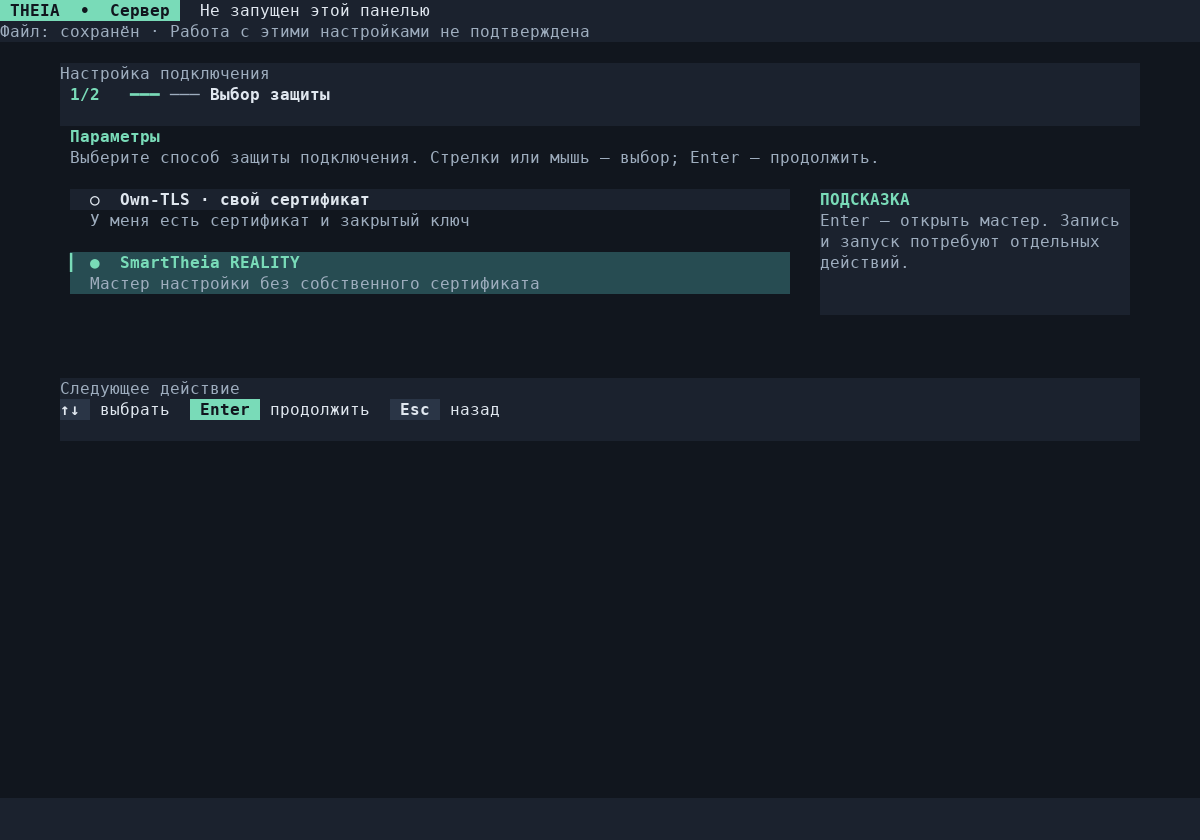 THEIA • Сервер Не запущен этой панелью
Файл: сохранён · Работа с этими настройками не подтверждена
Настройка подключения
1/2 ━━━ ─── Выбор защиты
Параметры
Выберите способ защиты подключения. Стрелки или мышь — выбор; Enter — продолжить.
○ Own-TLS · свой сертификат
У меня есть сертификат и закрытый ключ
● SmartTheia REALITY
Мастер настройки без собственного сертификата
ПОДСКАЗКА
Enter — открыть мастер. Запись
и запуск потребуют отдельных
действий.
Следующее действие
↑↓ выбрать Enter продолжить Esc назад